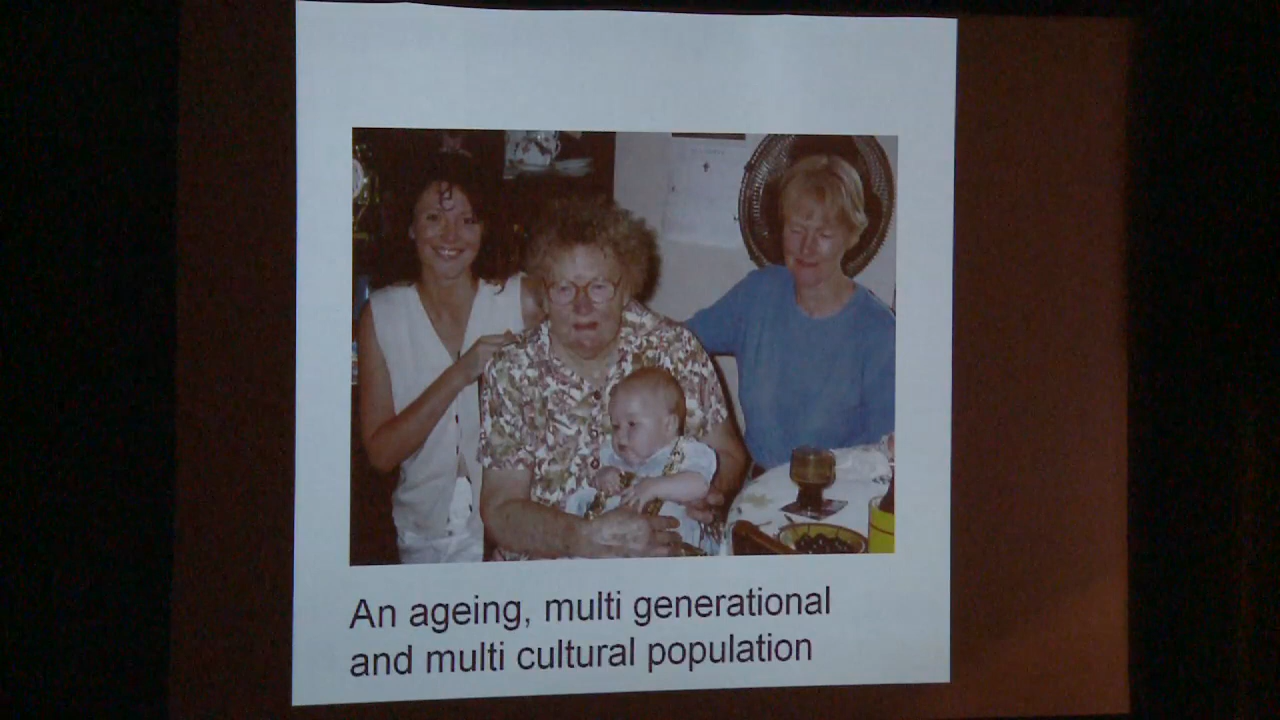 An ageing, multi generational
and multi cultural population